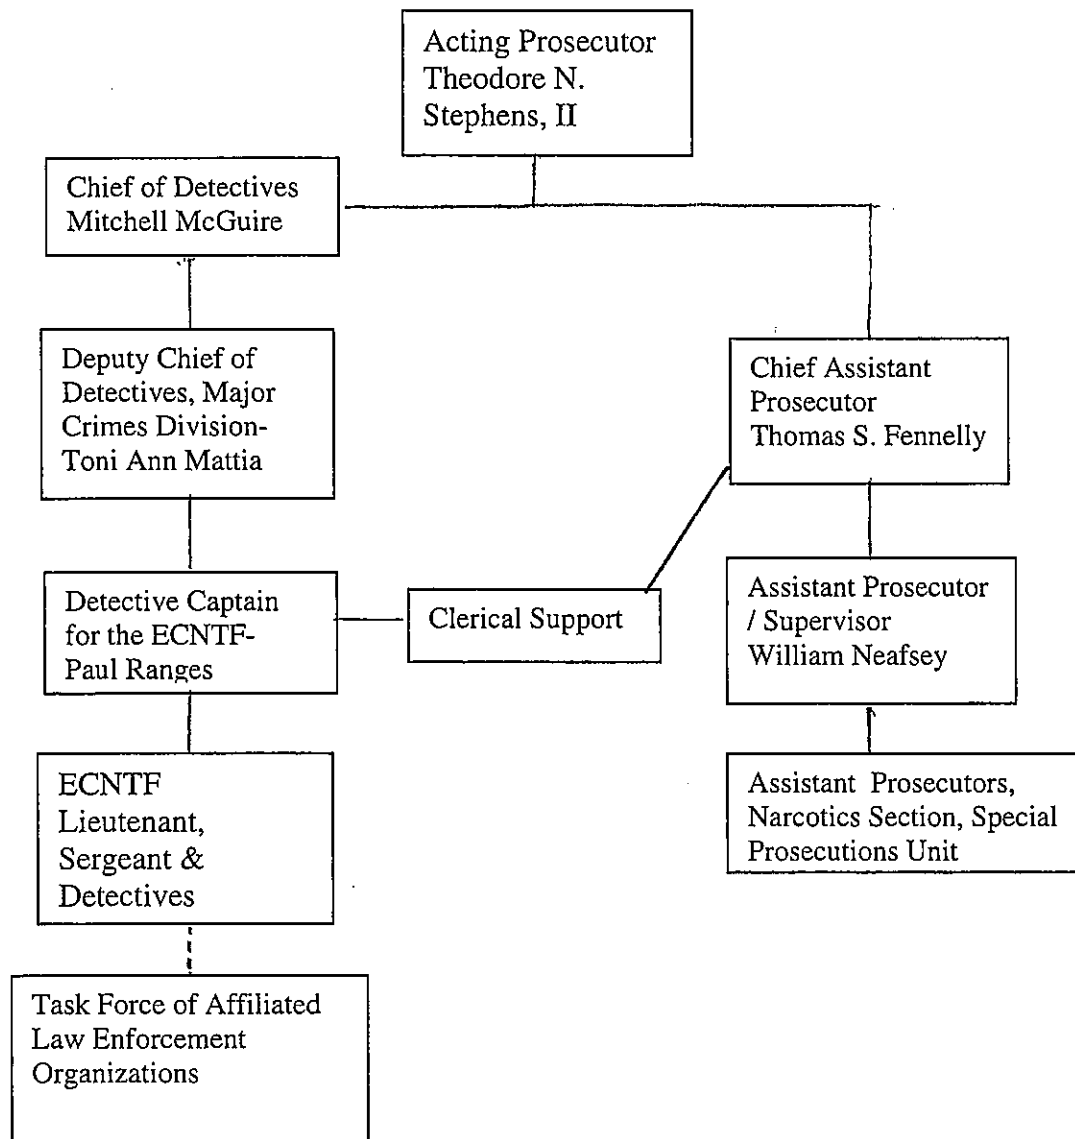 Acting Prosecutor
Theodore N.
Stephens, II
Chief of Detectives
Mitchell McGuire
Deputy Chief of
Detectives, Major
Crimes Division-
Toni Ann Mattia
Chief Assistant
Prosecutor
Thomas S. Fennelly
Detective Captain
for the ECNTF-
Paul Ranges
Clerical Support
Assistant Prosecutor
/ Supervisor
William Neafsey
ECNTF
Lieutenant,
Sergeant &
Detectives
Assistant Prosecutors,
Narcotics Section, Special
Prosecutions Unit
Task Force of Affiliated
Law Enforcement
Organizations